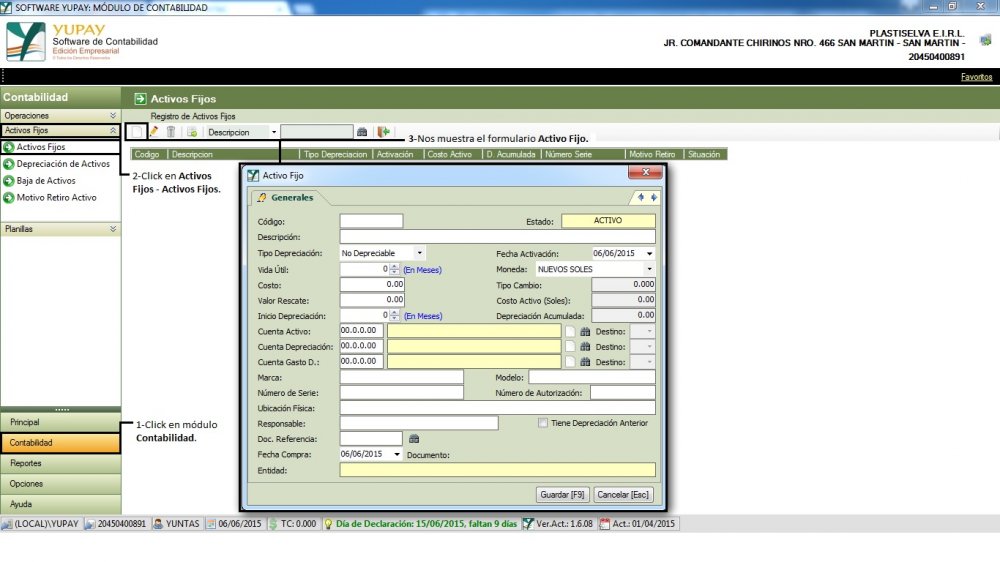 SOFTWARE YUPAY: MÓDULO DE CONTABILIDAD
YUPAY
Software de Contabilidad
Edición Empresarial
© Todos los Derechos Reservados
PLASTISELVA E.I.R.L.
JR. COMANDANTE CHIRINOS NRO. 466 SAN MARTIN - SAN MARTIN -
20450400891
Favoritos
Contabilidad
Activos Fijos
Operaciones
Registro de Activos Fijos
Activos Fijos
Descripcion
3-Nos muestra el formulario Activo Fijo.
Activos Fijos
Depreciación de Activos
Baja de Activos
Motivo Retiro Activo
Planillas
Codigo Descripcion Tipo Depreciacion Activación Costo Activo D. Acumulada Número Serie Motivo Retiro Situación
2-Click en Activos
Fijos - Activos Fijos.
Activo Fijo
Generales
Código: Estado: ACTIVO
Descripción:
Tipo Depreciación: No Depreciable Fecha Activación: 06/06/2015
Vida Útil: 0 (En Meses) Moneda: NUEVOS SOLES
Costo: 0.00 Tipo Cambio: 0.000
Valor Rescate: 0.00 Costo Activo (Soles): 0.00
Inicio Depreciación: 0 (En Meses) Depreciación Acumulada: 0.00
Cuenta Activo: 00.0.0.00 Destino:
Cuenta Depreciación: 00.0.0.00 Destino:
Cuenta Gasto D.: 00.0.0.00 Destino:
Marca: Modelo:
Número de Serie: Número de Autorización:
Ubicación Física:
Responsable: Tiene Depreciación Anterior
Doc. Referencia:
Fecha Compra: 06/06/2015 Documento:
Entidad:
Guardar [F9] Cancelar [Esc]
1-Click en módulo
Contabilidad.
Principal
Contabilidad
Reportes
Opciones
Ayuda
(LOCAL)\YUPAY 20450400891 YUNTAS 06/06/2015 TC: 0.000 Día de Declaración: 15/06/2015, faltan 9 días Ver.Act.: 1.6.08 Act.: 01/04/2015